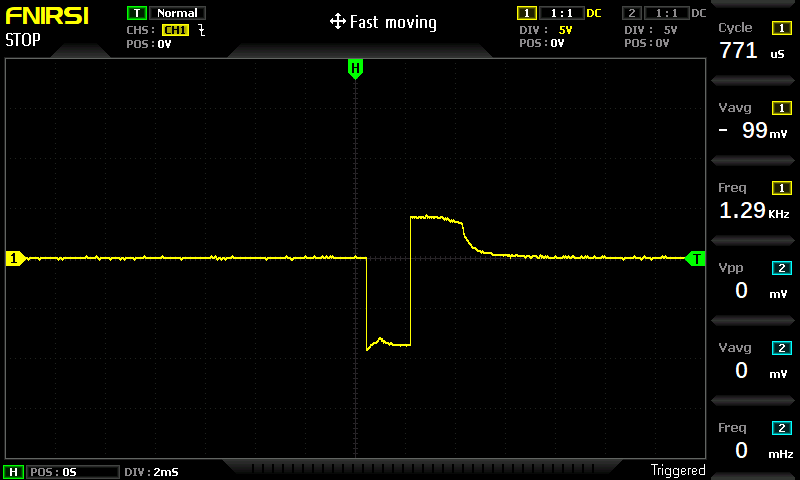 FNIRSI
STOP
T Normal
CHS: CH1
POS: 0V
Fast moving
1 1:1 DC
DIV: 5V
POS: 0V
2 1:1 DC
DIV: 5V
POS: 0V
H
1
T
Cycle 1
771 uS
Vavg 1
- 99 mV
Freq 1
1.29 KHz
Vpp 2
0 mV
Vavg 2
0 mV
Freq 2
0 mHz
H POS: 0S DIV: 2mS
Triggered